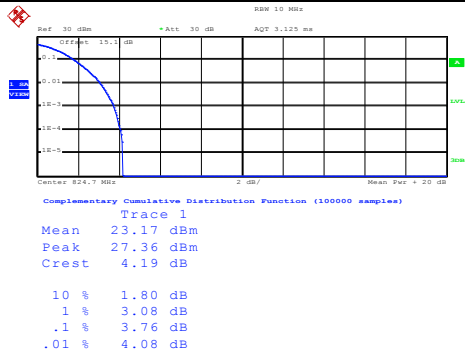 RBW 10 MHz
Ref 30 dBm *Att 30 dB AQT 3.125 ms
Offset 15.1 dB
0.1
A
1 SA
VIEW
0.01
LVL
1E-3
1E-4
1E-5
3DB
Center 824.7 MHz 2 dB/ Mean Pwr + 20 dB
Complementary Cumulative Distribution Function (100000 samples)
Trace 1
Mean 23.17 dBm
Peak 27.36 dBm
Crest 4.19 dB
10 % 1.80 dB
1 % 3.08 dB
.1 % 3.76 dB
.01 % 4.08 dB